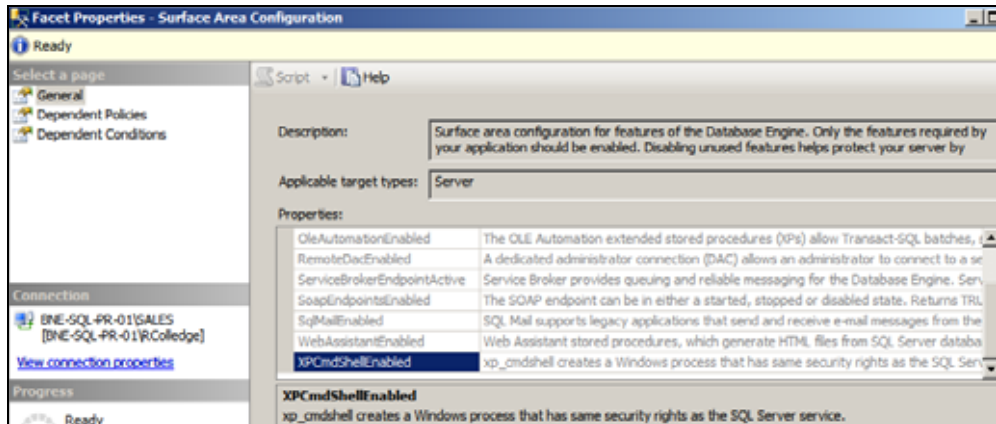 Facet Properties - Surface Area Configuration
Ready
Select a page
General
Dependent Policies
Dependent Conditions
Script Help
Description: Surface area configuration for features of the Database Engine. Only the features required by
your application should be enabled. Disabling unused features helps protect your server by
Applicable target types: Server
Properties:
OleAutomationEnabled The OLE Automation extended stored procedures (XPs) allow Transact-SQL batches,
RemoteDacEnabled A dedicated administrator connection (DAC) allows an administrator to connect to a se
ServiceBrokerEndpointActive Service Broker provides queuing and reliable messaging for the Database Engine. Serv
SoapEndpointsEnabled The SOAP endpoint can be in either a started, stopped or disabled state. Returns TRU
SqlMailEnabled SQL Mail supports legacy applications that send and receive e-mail messages from the
WebAssistantEnabled Web Assistant stored procedures, which generate HTML files from SQL Server databa
XPCmdShellEnabled xp_cmdshell creates a Windows process that has same security rights as the SQL Serv
XPCmdShellEnabled
xp_cmdshell creates a Windows process that has same security rights as the SQL Server service.
Connection
BNE-SQL-PR-01\SALES
[BNE-SQL-PR-01\RColledge]
View connection properties
Progress
Ready